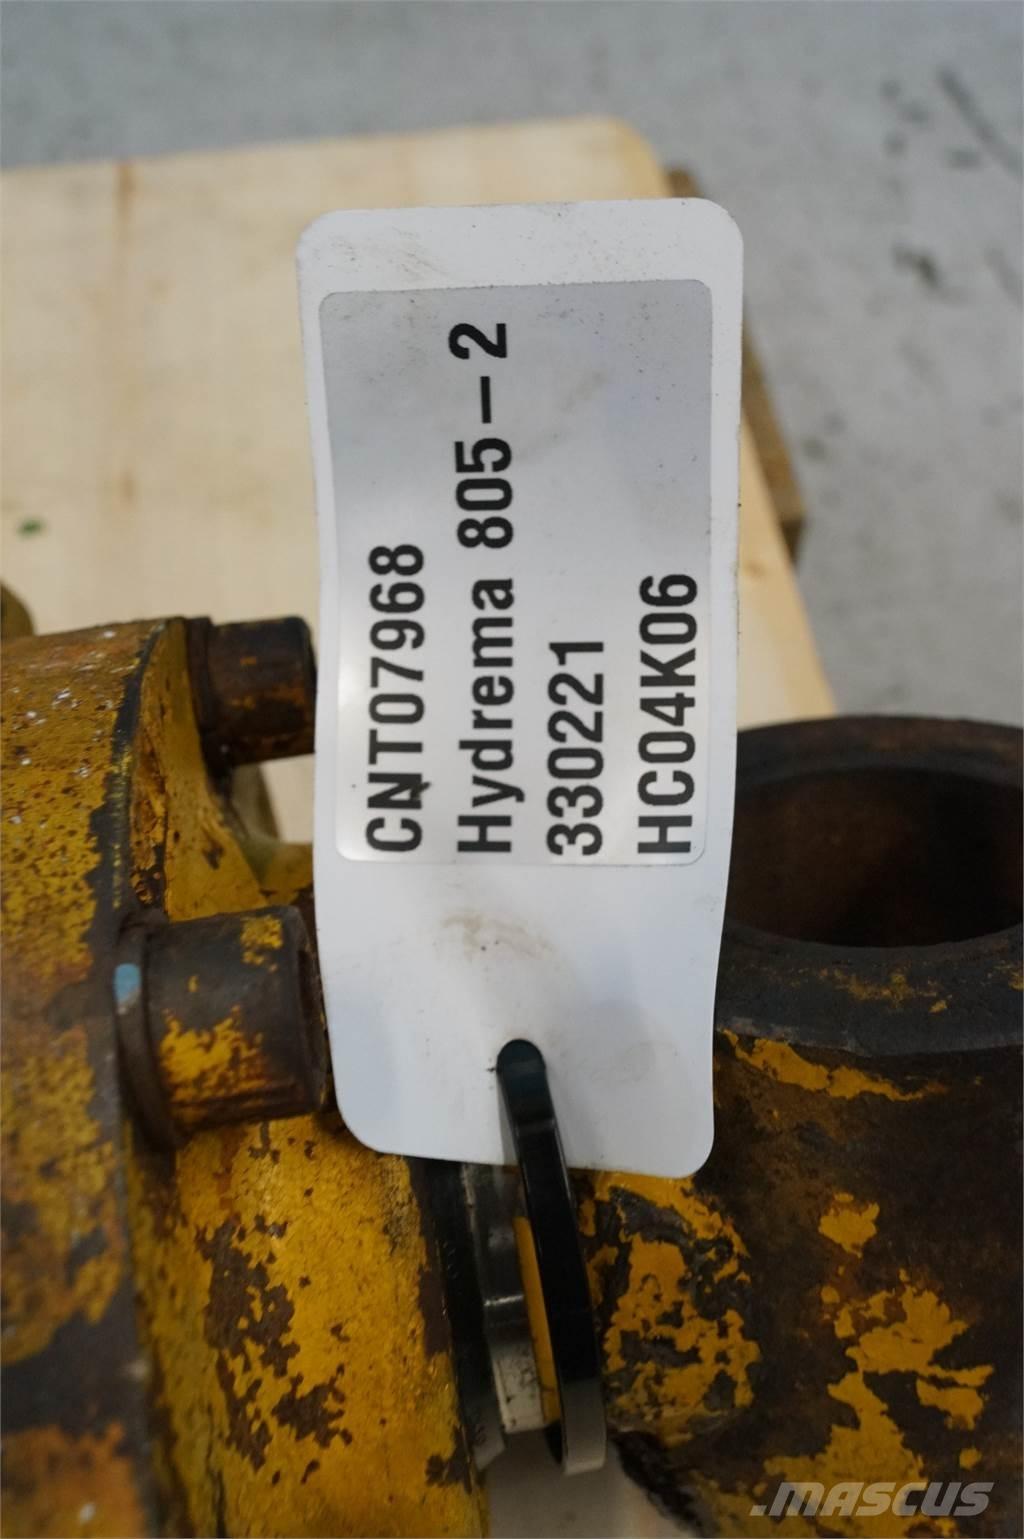 CNT07968
Hydrema 805-2
330221
HC04K06
MASCUS